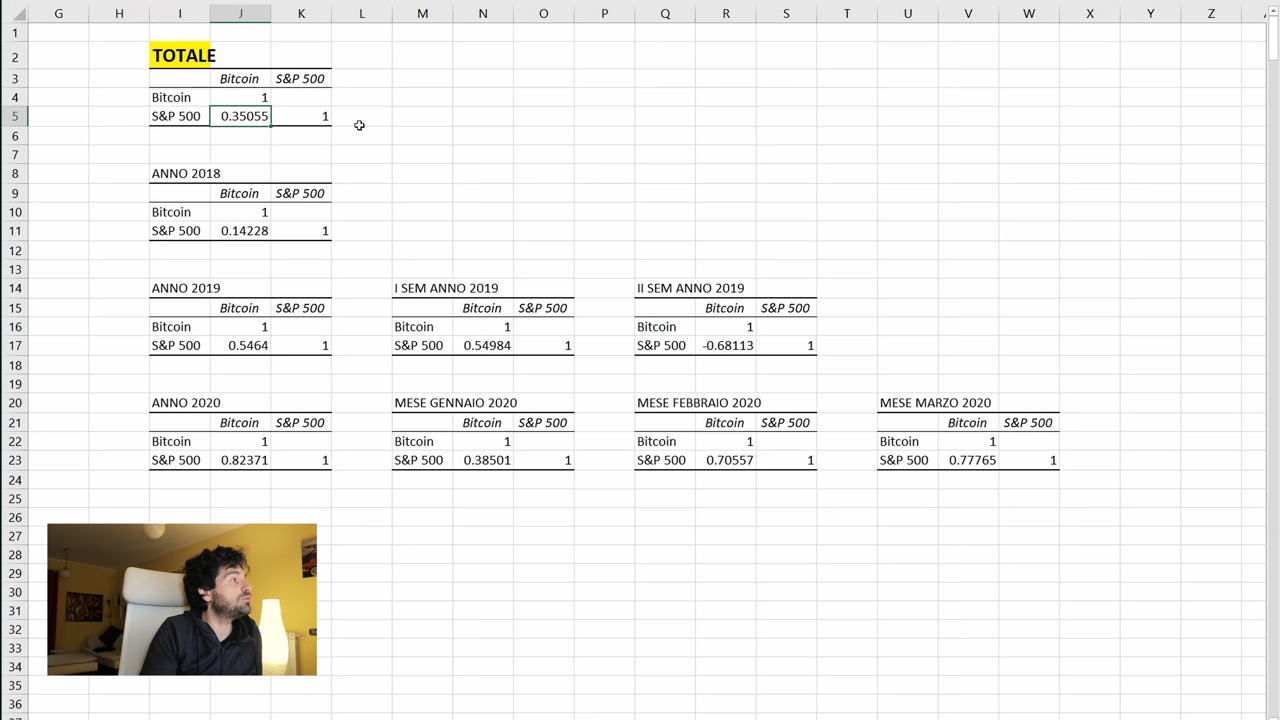 G H I J K L M N O P Q R S T U V W X Y Z
1
2 TOTALE
3 Bitcoin S&P 500
4 Bitcoin 1
5 S&P 500 0.35055 1
6
7
8 ANNO 2018
9 Bitcoin S&P 500
10 Bitcoin 1
11 S&P 500 0.14228 1
12
13
14 ANNO 2019 I SEM ANNO 2019 II SEM ANNO 2019
15 Bitcoin S&P 500 Bitcoin S&P 500 Bitcoin S&P 500
16 Bitcoin 1 Bitcoin 1 Bitcoin 1
17 S&P 500 0.5464 1 S&P 500 0.54984 1 S&P 500 -0.68113 1
18
19
20 ANNO 2020 MESE GENNAIO 2020 MESE FEBBRAIO 2020 MESE MARZO 2020
21 Bitcoin S&P 500 Bitcoin S&P 500 Bitcoin S&P 500 Bitcoin S&P 500
22 Bitcoin 1 Bitcoin 1 Bitcoin 1 Bitcoin 1
23 S&P 500 0.82371 1 S&P 500 0.38501 1 S&P 500 0.70557 1 S&P 500 0.77765 1
24
25
26
27
28
29
30
31
32
33
34
35
36